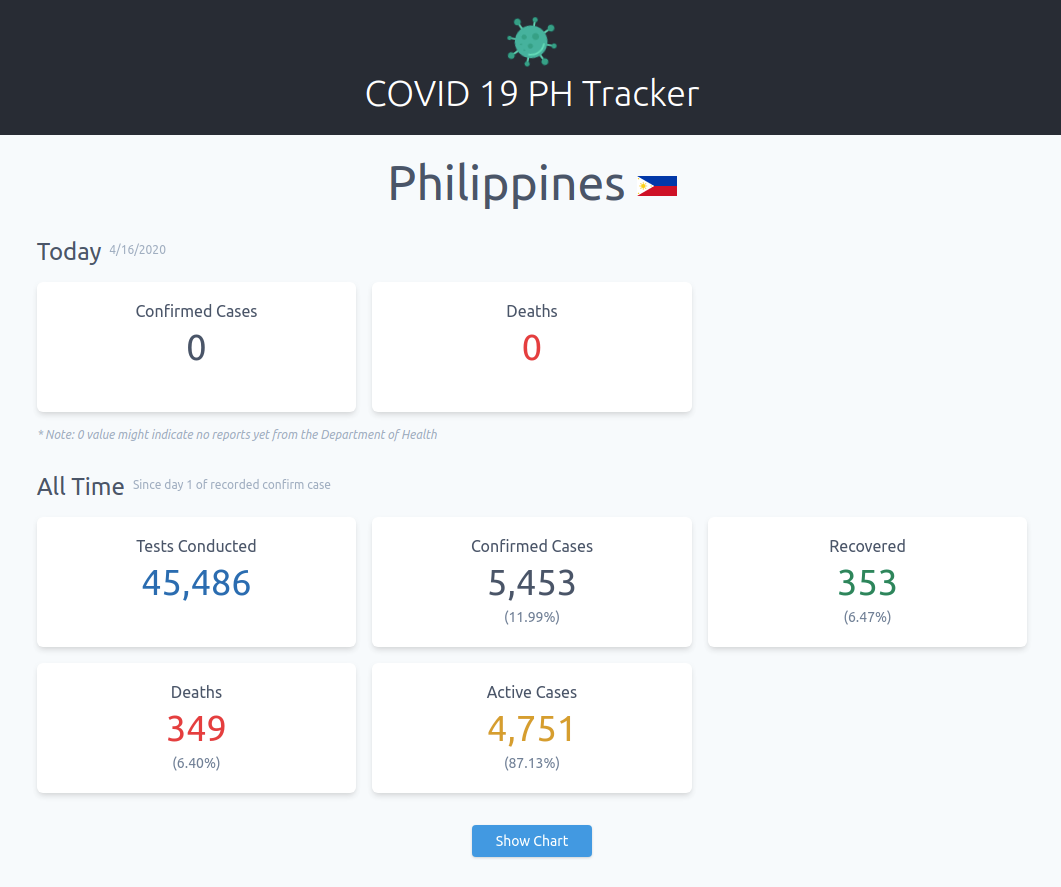 COVID 19 PH Tracker
Philippines
Today 4/16/2020
Confirmed Cases
0
Deaths
0
* Note: 0 value might indicate no reports yet from the Department of Health
All Time Since day 1 of recorded confirm case
Tests Conducted
45,486
Confirmed Cases
5,453
(11.99%)
Recovered
353
(6.47%)
Deaths
349
(6.40%)
Active Cases
4,751
(87.13%)
Show Chart